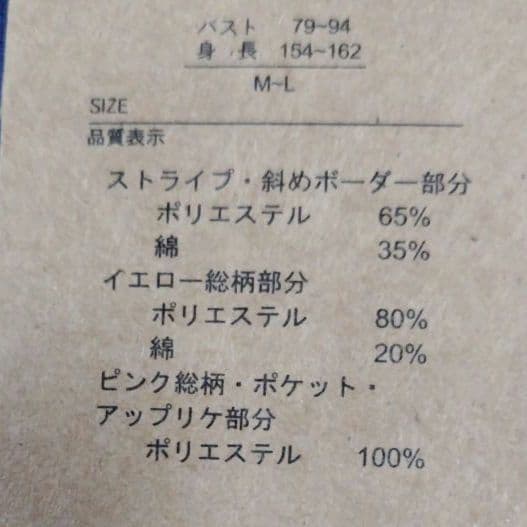 バスト 79~94
身 長 154~162
M~L
SIZE
品質表示
ストライプ・斜めボーダー部分
ポリエステル 65%
綿 35%
イエロー総柄部分
ポリエステル 80%
綿 20%
ピンク総柄・ポケット・
アップリケ部分
ポリエステル 100%